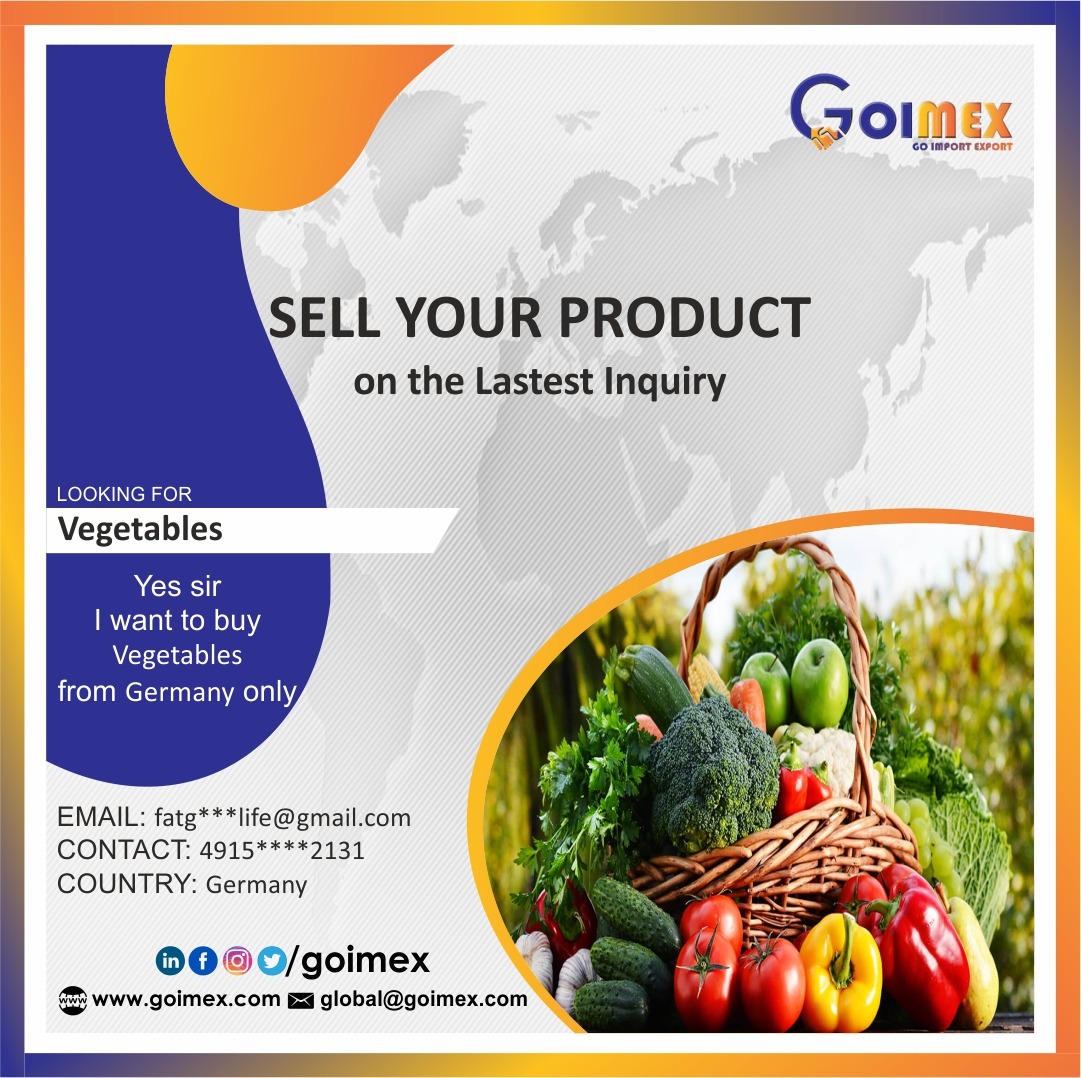 GOIMEX
GO IMPORT EXPORT
SELL YOUR PRODUCT
on the Lastest Inquiry
LOOKING FOR
Vegetables
Yes sir
I want to buy
Vegetables
from Germany only
EMAIL: fatg***life@gmail.com
CONTACT: 4915****2131
COUNTRY: Germany
in f /goimex
www www.goimex.com global@goimex.com